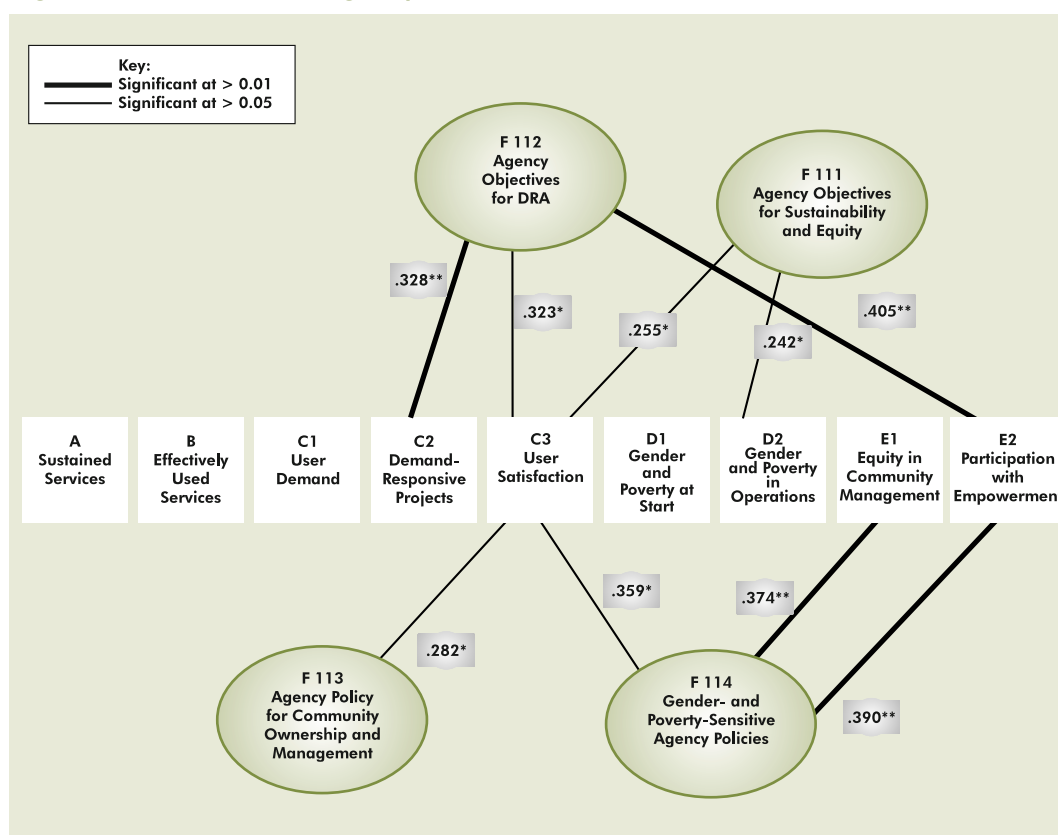 Key:
Significant at > 0.01
Significant at > 0.05
F 112
Agency
Objectives
for DRA
F 111
Agency Objectives
for Sustainability
and Equity
.328**
.323*
.255*
.242*
.405**
A
Sustained
Services
B
Effectively
Used
Services
C1
User
Demand
C2
Demand-
Responsive
Projects
C3
User
Satisfaction
D1
Gender
and
Poverty at
Start
D2
Gender
and Poverty
in
Operations
E1
Equity in
Community
Management
E2
Participation
with
Empowermen
.359*
.374**
.282*
.390**
F 113
Agency Policy
for Community
Ownership and
Management
F 114
Gender- and
Poverty-Sensitive
Agency Policies